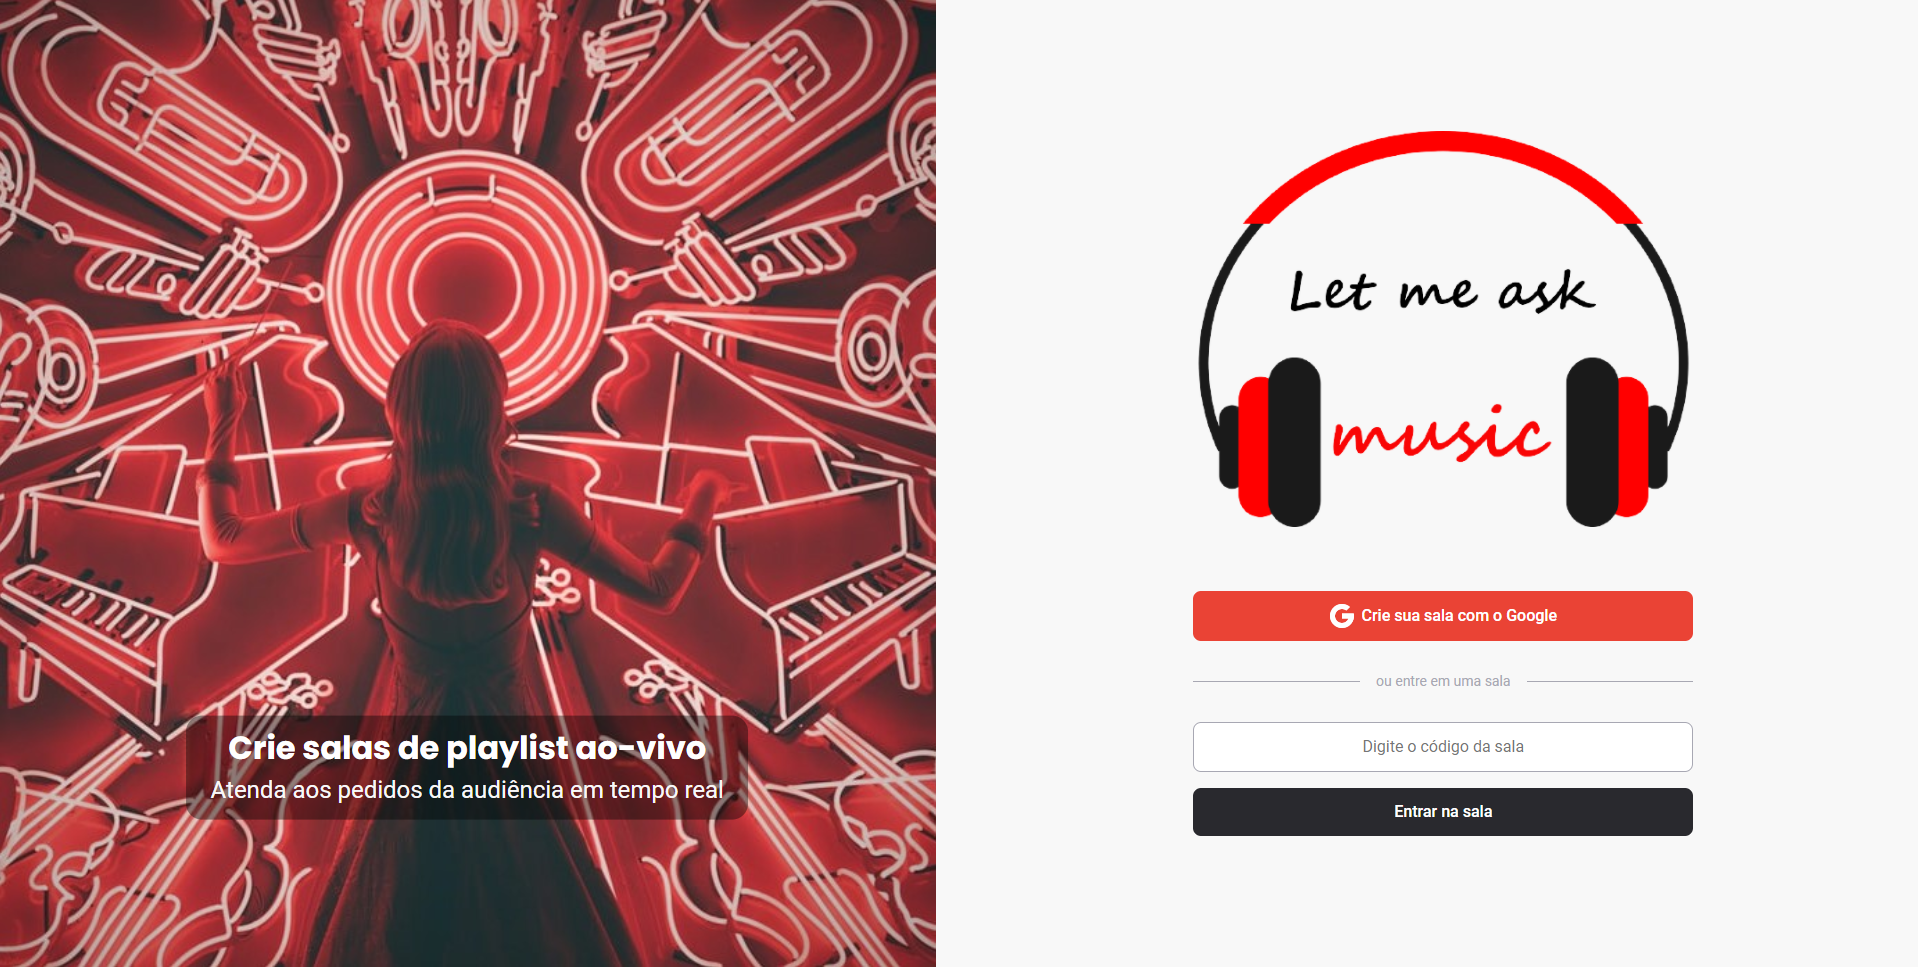 Crie salas de playlist ao-vivo
Atenda aos pedidos da audiência em tempo real
Let me ask
music
Crie sua sala com o Google
ou entre em uma sala
Digite o código da sala
Entrar na sala